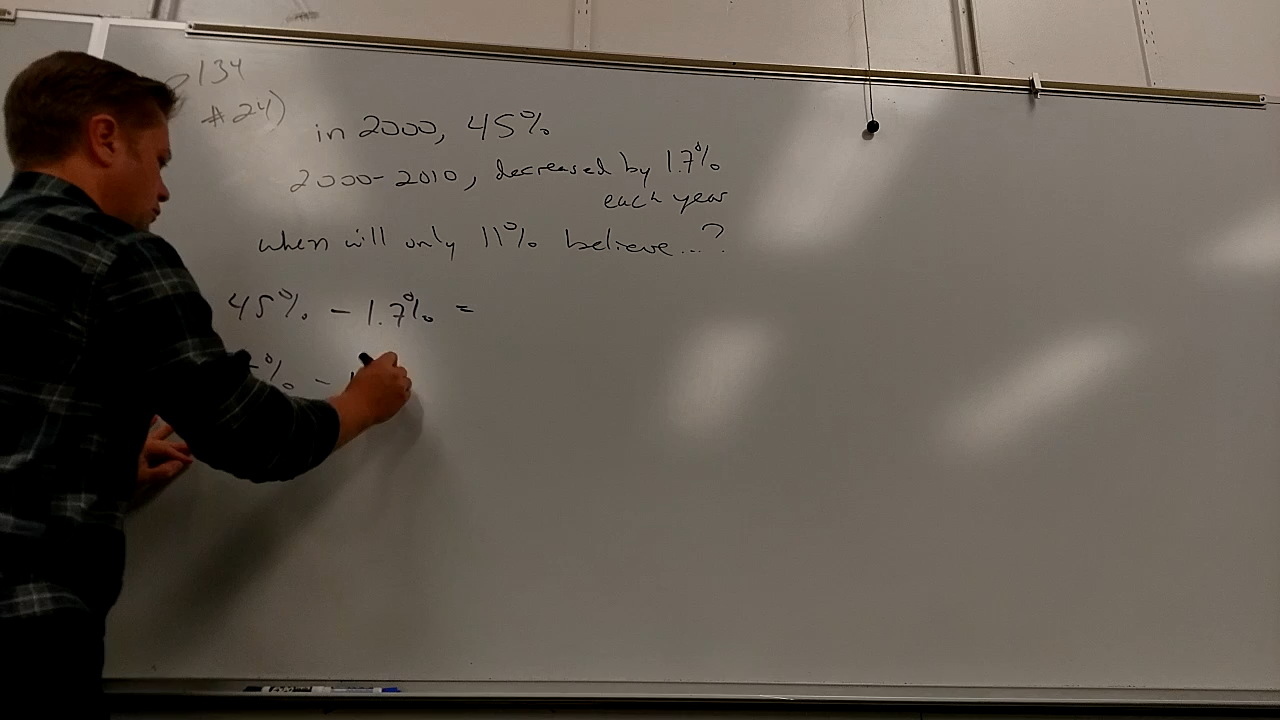 p134
#24)
in 2000, 45%
2000-2010, decreased by 1.7%
each year
when will only 11% believe...?
45% - 1.7% =
% -